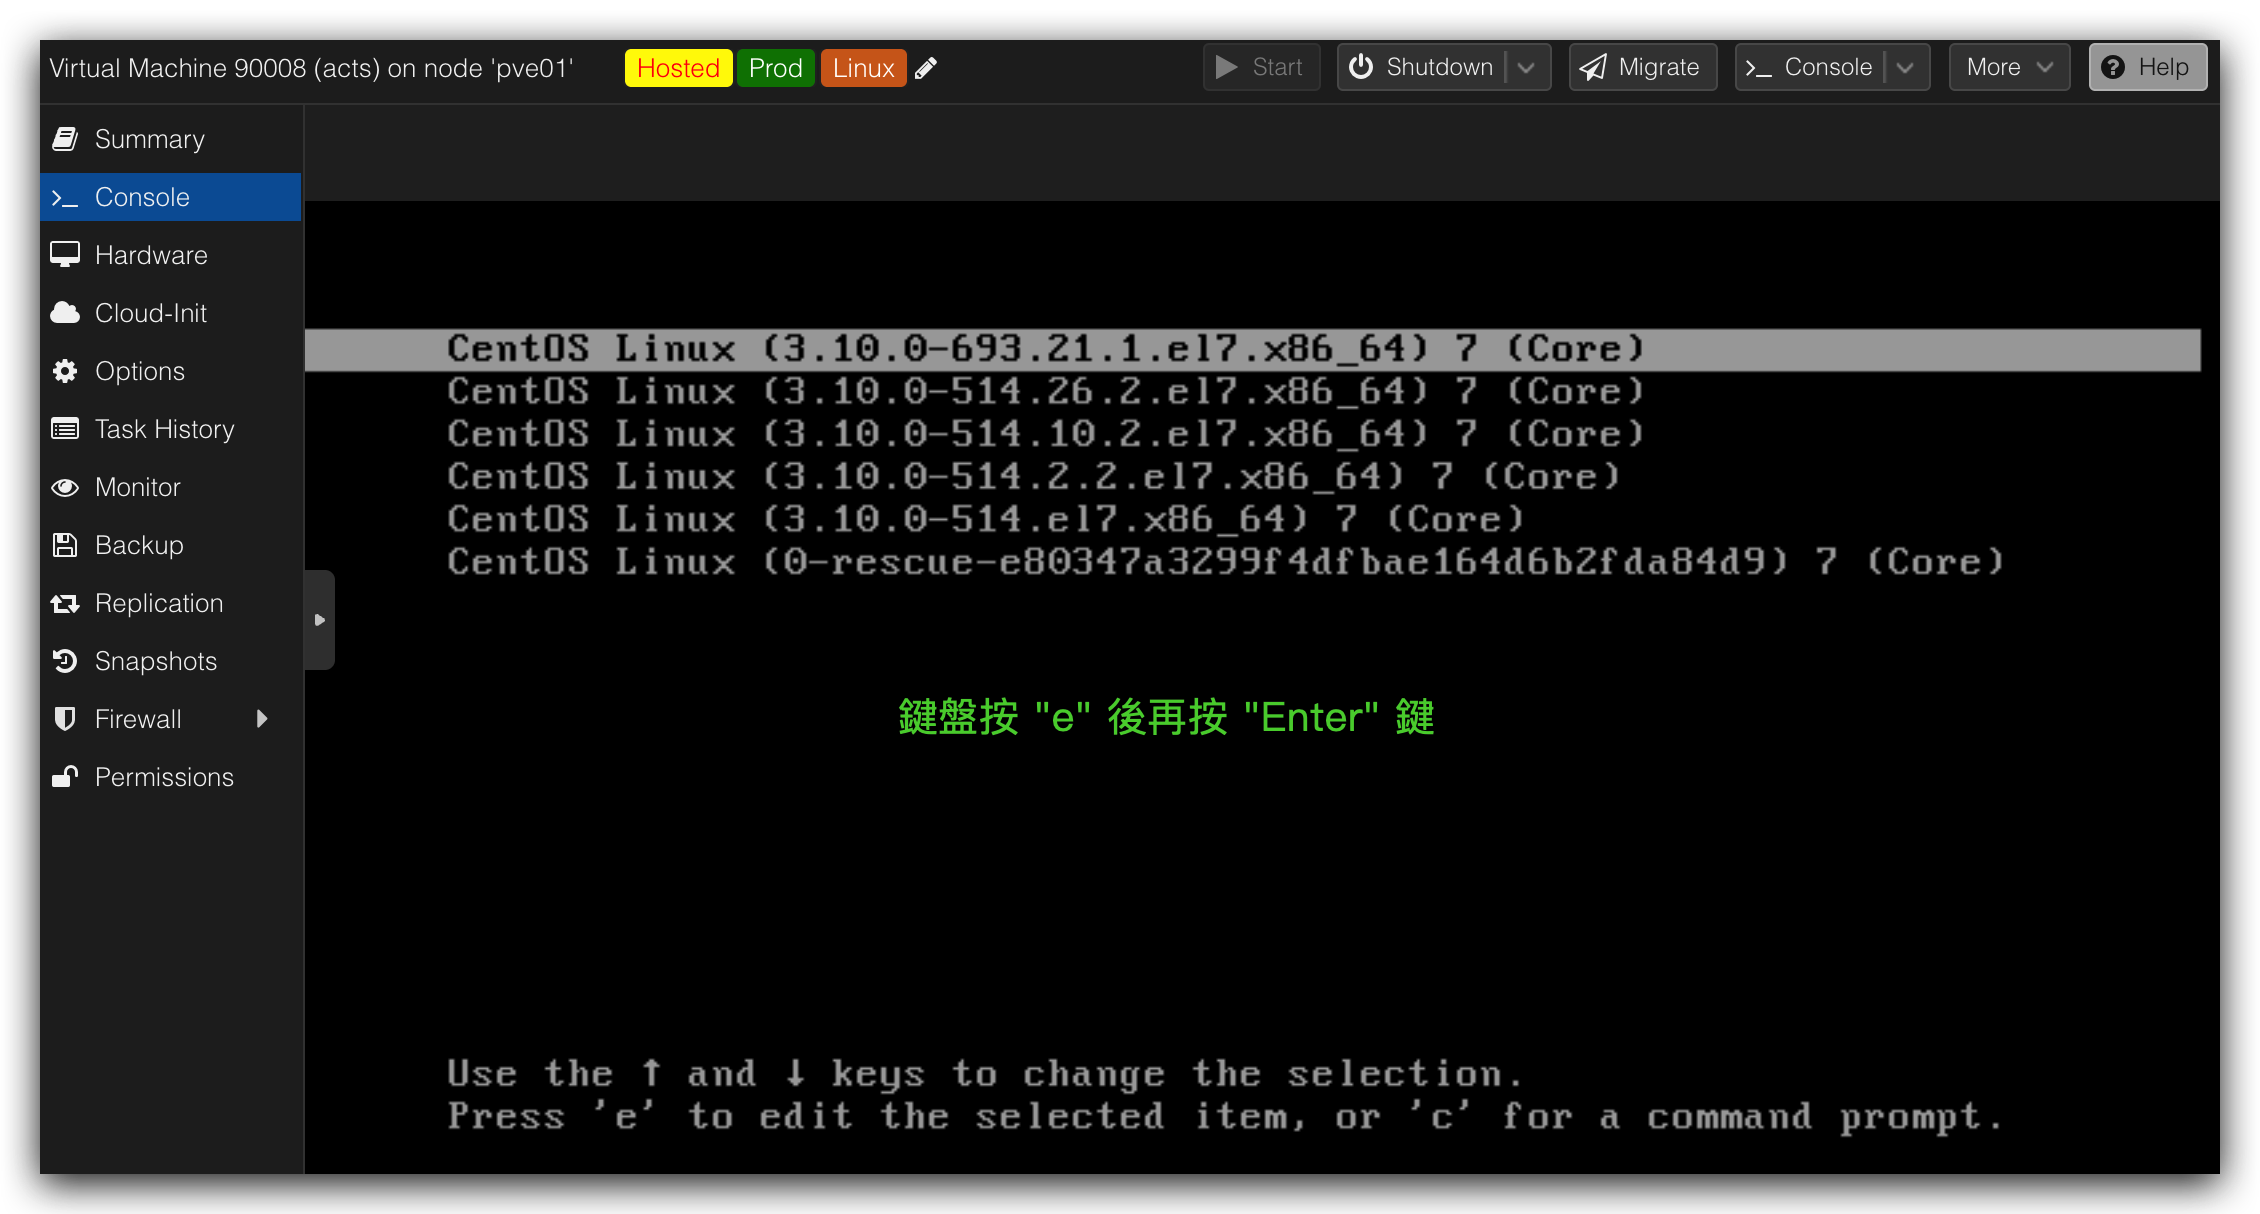 Virtual Machine 90008 (acts) on node 'pve01' Hosted Prod Linux Start Shutdown Migrate >_ Console More Help
Summary
>_ Console
Hardware
Cloud-Init
Options
Task History
Monitor
Backup
Replication
Snapshots
Firewall
Permissions
CentOS Linux (3.10.0-693.21.1.el7.x86_64) 7 (Core)
CentOS Linux (3.10.0-514.26.2.el7.x86_64) 7 (Core)
CentOS Linux (3.10.0-514.10.2.el7.x86_64) 7 (Core)
CentOS Linux (3.10.0-514.2.2.el7.x86_64) 7 (Core)
CentOS Linux (3.10.0-514.el7.x86_64) 7 (Core)
CentOS Linux (0-rescue-e80347a3299f4dfbae164d6b2fda84d9) 7 (Core)
鍵盤按 "e" 後再按 "Enter" 鍵
Use the ↑ and ↓ keys to change the selection.
Press 'e' to edit the selected item, or 'c' for a command prompt.